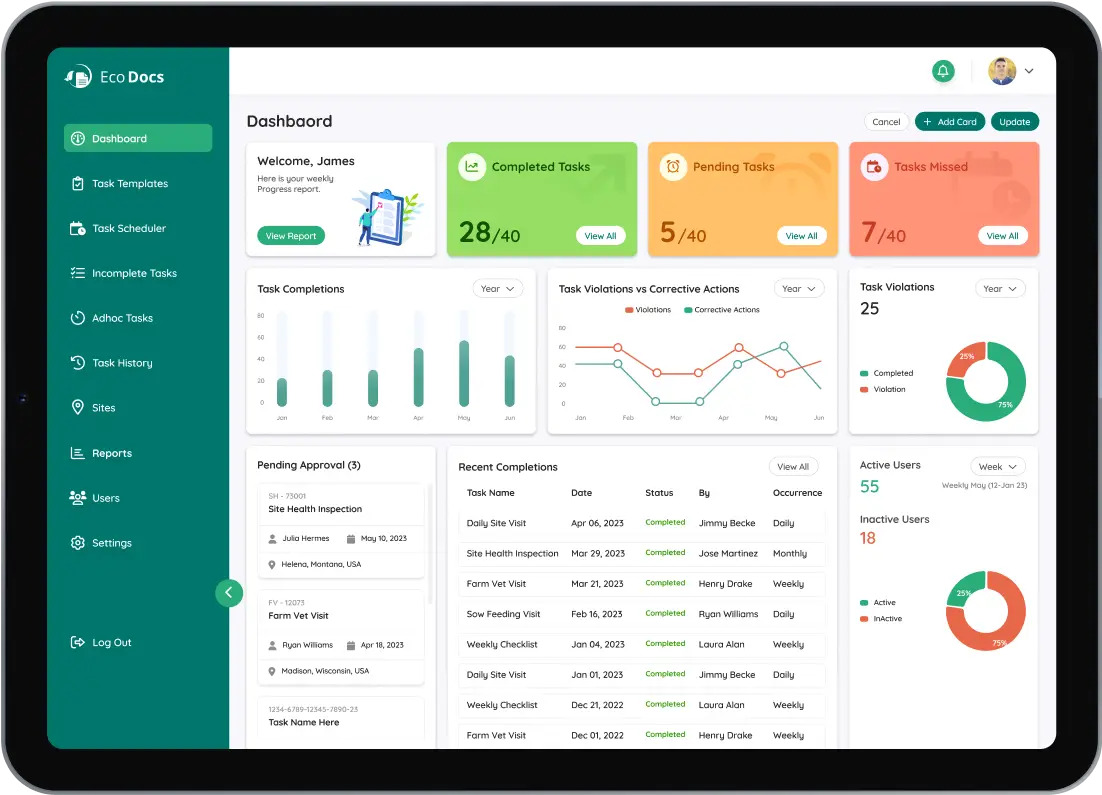 Eco Docs
Dashboard
Task Templates
Task Scheduler
Incomplete Tasks
Adhoc Tasks
Task History
Sites
Reports
Users
Settings
Log Out
Dashbaord
Cancel
+ Add Card
Update
Welcome, James
Here is your weekly
Progress report.
View Report
Completed Tasks
28/40
View All
Pending Tasks
5/40
View All
Tasks Missed
7/40
View All
Task Completions
Year
80
60
40
20
0
Jan Feb Mar Apr May Jun
Task Violations vs Corrective Actions
Year
Violations Corrective Actions
80
60
40
20
0
Jan Feb Mar Apr May Jun
Task Violations
Year
25
Completed
Violation
25%
75%
Pending Approval (3)
SH - 73001
Site Health Inspection
Julia Hermes May 10, 2023
Helena, Montana, USA
FV - 12073
Farm Vet Visit
Ryan Williams Apr 18, 2023
Madison, Wisconsin, USA
1234-6789-12345-7890-23
Task Name Here
Recent Completions
View All
Task Name Date Status By Occurrence
Daily Site Visit Apr 06, 2023 Completed Jimmy Becke Daily
Site Health Inspection Mar 29, 2023 Completed Jose Martinez Monthly
Farm Vet Visit Mar 21, 2023 Completed Henry Drake Weekly
Sow Feeding Visit Feb 16, 2023 Completed Ryan Williams Daily
Weekly Checklist Jan 04, 2023 Completed Laura Alan Weekly
Daily Site Visit Jan 01, 2023 Completed Jimmy Becke Daily
Weekly Checklist Dec 21, 2022 Completed Laura Alan Weekly
Farm Vet Visit Dec 01, 2022 Completed Henry Drake Weekly
Active Users
Week
55
Weekly May (12-Jan 23)
Inactive Users
18
Active
InActive
25%
75%